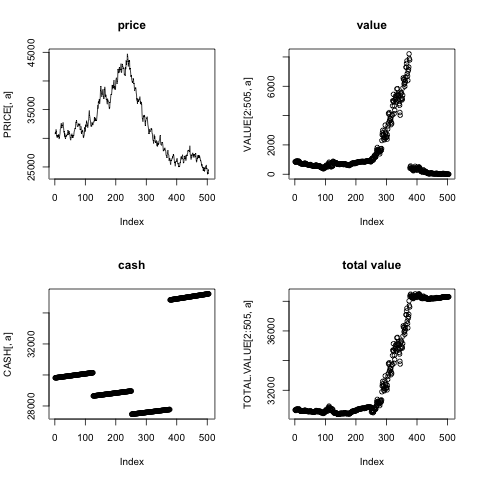 price
PRICE[, a]
25000 35000 45000
0 100 200 300 400 500
Index
value
VALUE[2:505, a]
0 2000 6000
0 100 200 300 400 500
Index
cash
CASH[, a]
28000 32000
0 100 200 300 400 500
Index
total value
TOTAL.VALUE[2:505, a]
32000 36000
0 100 200 300 400 500
Index